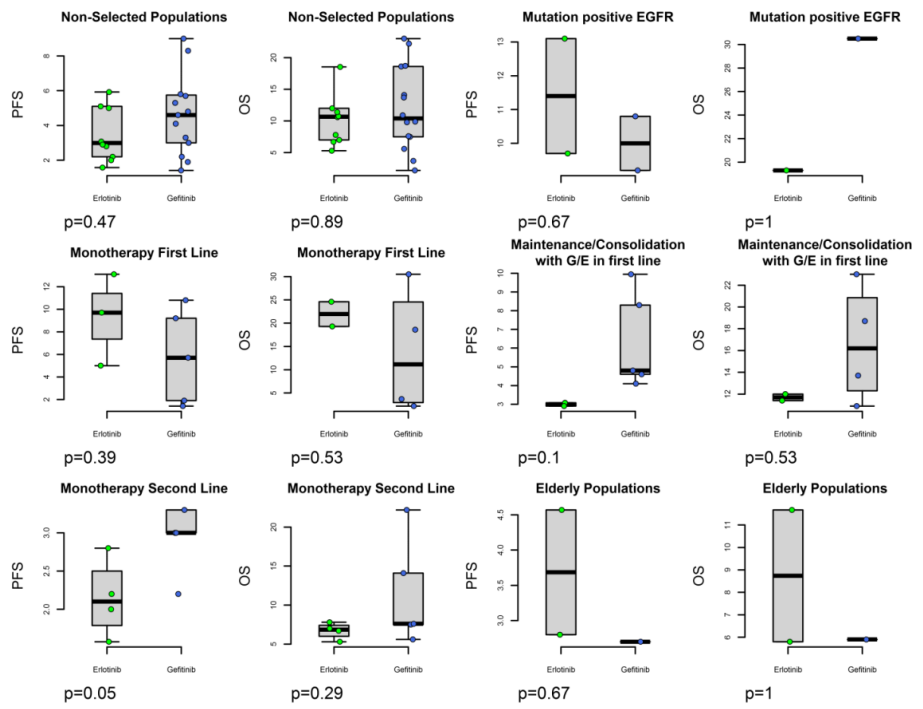 Non-Selected Populations
PFS
8
6
4
2
Erlotinib Gefitinib
p=0.47
Non-Selected Populations
OS
20
15
10
5
Erlotinib Gefitinib
p=0.89
Mutation positive EGFR
PFS
13
12
11
10
Erlotinib Gefitinib
p=0.67
Mutation positive EGFR
OS
30
28
26
24
22
20
Erlotinib Gefitinib
p=1
Monotherapy First Line
PFS
12
10
8
6
4
2
Erlotinib Gefitinib
p=0.39
Monotherapy First Line
OS
30
25
20
15
10
5
Erlotinib Gefitinib
p=0.53
Maintenance/Consolidation
with G/E in first line
PFS
10
9
8
7
6
5
4
3
Erlotinib Gefitinib
p=0.1
Maintenance/Consolidation
with G/E in first line
OS
22
20
18
16
14
12
Erlotinib Gefitinib
p=0.53
Monotherapy Second Line
PFS
3.0
2.5
2.0
Erlotinib Gefitinib
p=0.05
Monotherapy Second Line
OS
20
15
10
5
Erlotinib Gefitinib
p=0.29
Elderly Populations
PFS
4.5
4.0
3.5
3.0
Erlotinib Gefitinib
p=0.67
Elderly Populations
OS
11
10
9
8
7
6
Erlotinib Gefitinib
p=1